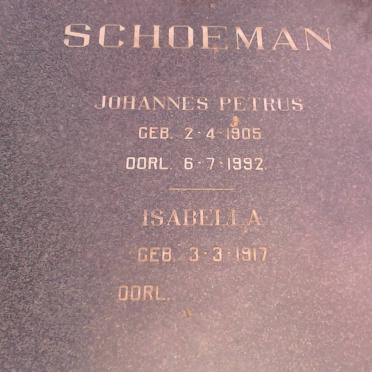 SCHOEMAN
JOHANNES PETRUS
GEB. 2·4·1905
OORL. 6·7·1992.
ISABELLA
GEB. 3·3·1917
OORL.